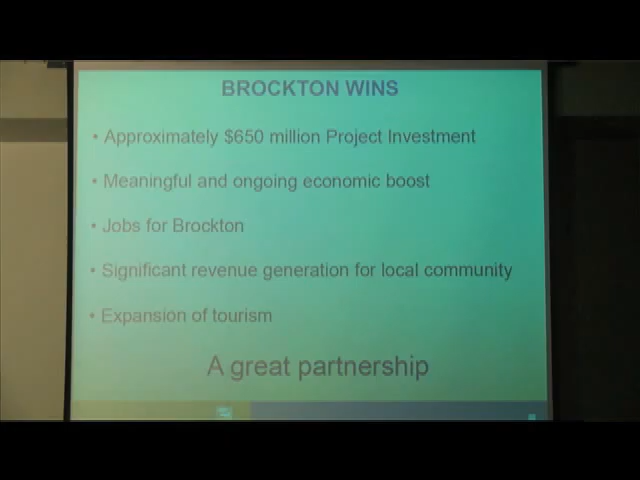 BROCKTON WINS
• Approximately $650 million Project Investment
• Meaningful and ongoing economic boost
• Jobs for Brockton
• Significant revenue generation for local community
• Expansion of tourism
A great partnership